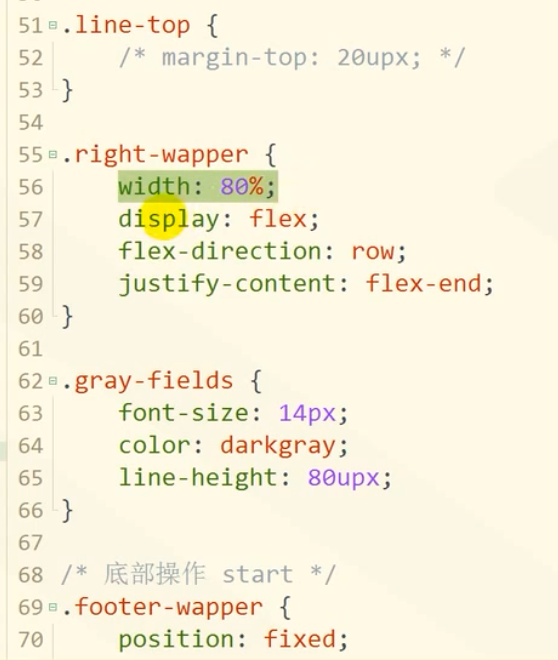 51 .line-top {
52 /* margin-top: 20upx; */
53 }
54
55 .right-wapper {
56 width: 80%;
57 display: flex;
58 flex-direction: row;
59 justify-content: flex-end;
60 }
61
62 .gray-fields {
63 font-size: 14px;
64 color: darkgray;
65 line-height: 80upx;
66 }
67
68 /* 底部操作 start */
69 .footer-wapper {
70 position: fixed;